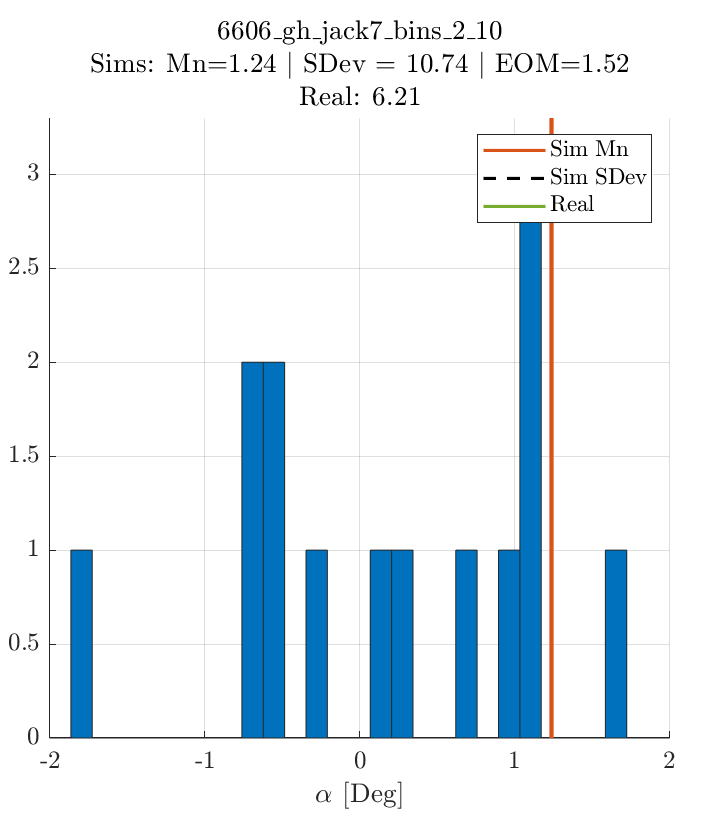 6606_gh_jack7_bins_2_10
Sims: Mn=1.24 | SDev = 10.74 | EOM=1.52
Real: 6.21
Sim Mn
Sim SDev
Real
3
2.5
2
1.5
1
0.5
0
-2
-1
0
1
2
α [Deg]